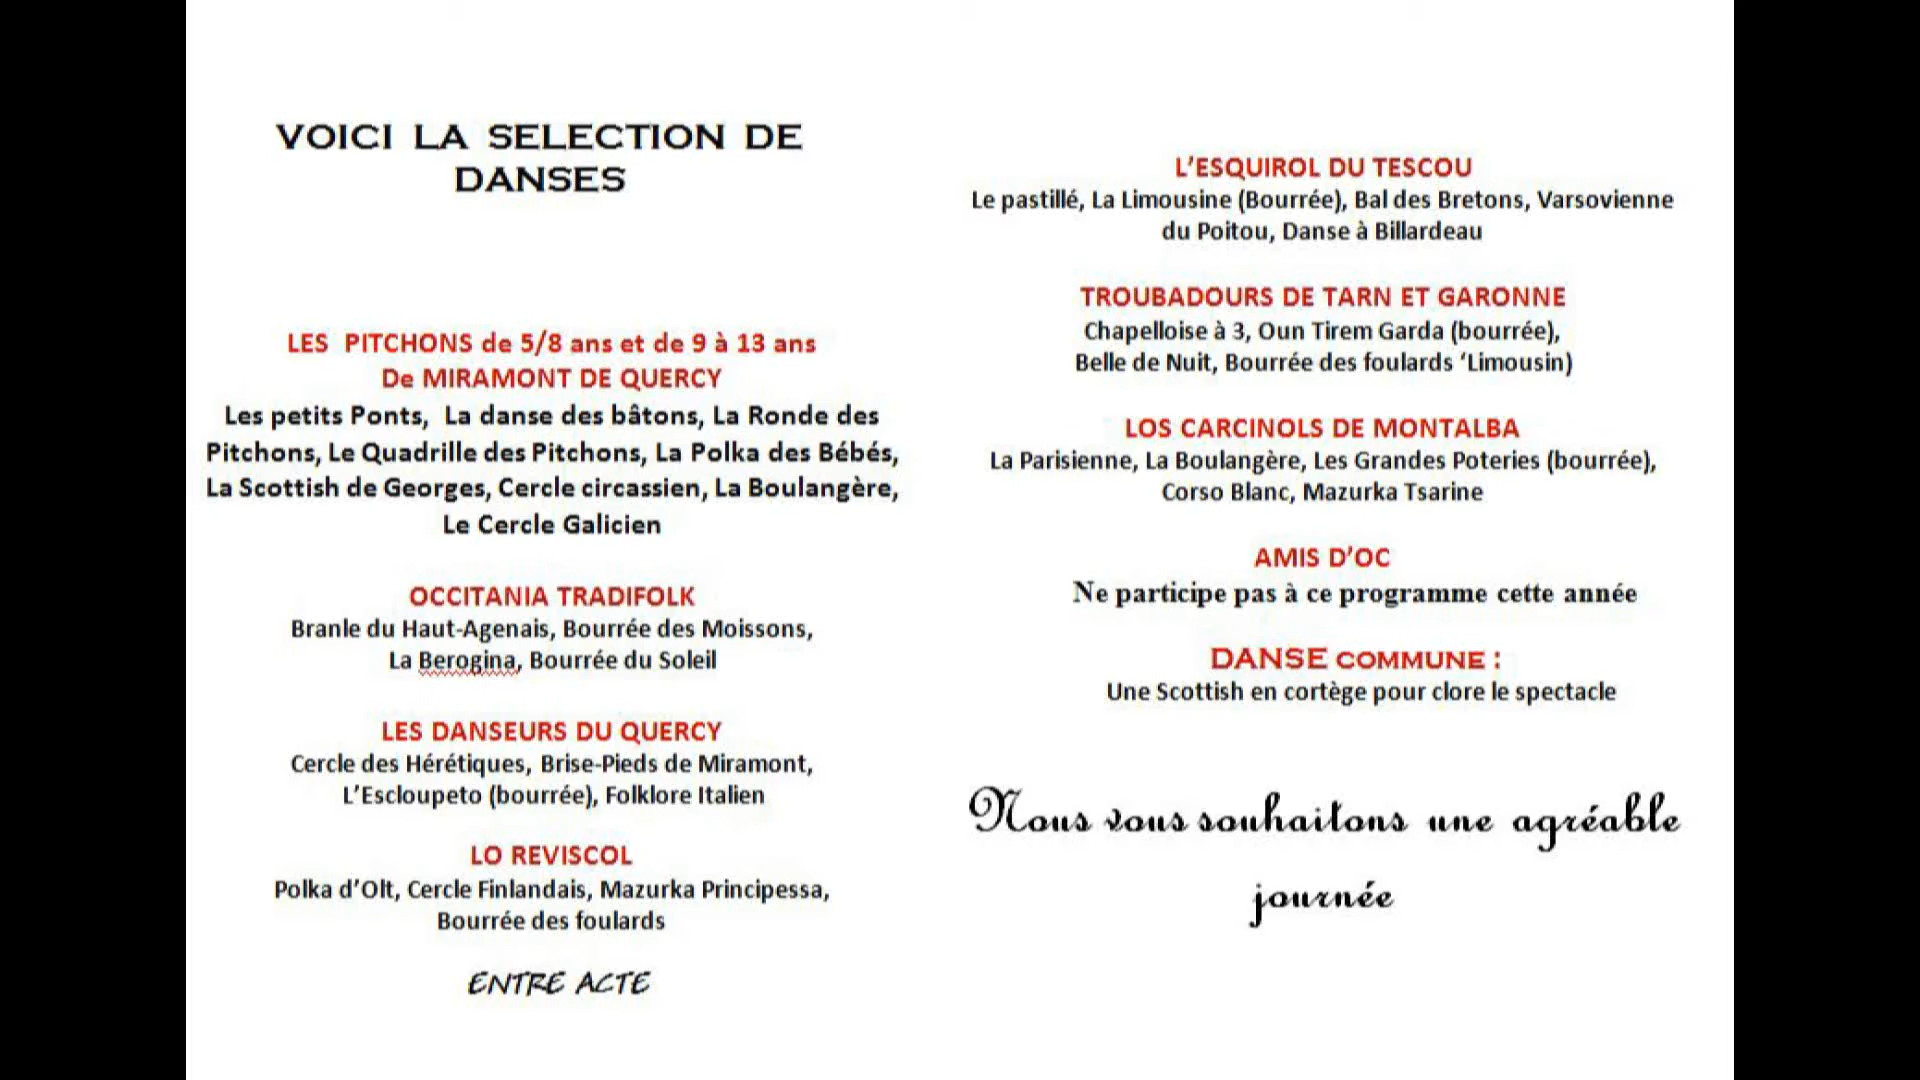 VOICI LA SELECTION DE
DANSES
LES PITCHONS de 5/8 ans et de 9 à 13 ans
De MIRAMONT DE QUERCY
Les petits Ponts, La danse des bâtons, La Ronde des
Pitchons, Le Quadrille des Pitchons, La Polka des Bébés,
La Scottish de Georges, Cercle circassien, La Boulangère,
Le Cercle Galicien
OCCITANIA TRADIFOLK
Branle du Haut-Agenais, Bourrée des Moissons,
La Berogina, Bourrée du Soleil
LES DANSEURS DU QUERCY
Cercle des Hérétiques, Brise-Pieds de Miramont,
L'Escloupeto (bourrée), Folklore Italien
LO REVISCOL
Polka d'Olt, Cercle Finlandais, Mazurka Principessa,
Bourrée des foulards
ENTRE ACTE
L'ESQUIROL DU TESCOU
Le pastillé, La Limousine (Bourrée), Bal des Bretons, Varsovienne
du Poitou, Danse à Billardeau
TROUBADOURS DE TARN ET GARONNE
Chapelloise à 3, Oun Tirem Garda (bourrée),
Belle de Nuit, Bourrée des foulards ‘Limousin)
LOS CARCINOLS DE MONTALBA
La Parisienne, La Boulangère, Les Grandes Poteries (bourrée),
Corso Blanc, Mazurka Tsarine
AMIS D'OC
Ne participe pas à ce programme cette année
DANSE COMMUNE :
Une Scottish en cortège pour clore le spectacle
Nous vous souhaitons une agréable
journée